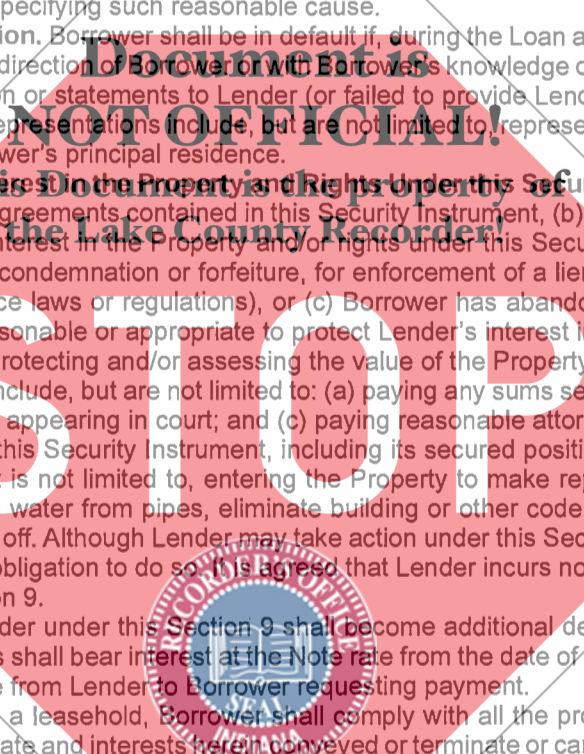 pecifying such reasonable cause.
ion. Borrower shall be in default if, during the Loan a
Document is
direction of Borrower or with Borrower's knowledge o
n or statements to Lender (or failed to provide Lend
NOT OFFICIAL!
epresentations include, but are not limited to, represe
wer's principal residence.
is Document is the property of
erest in the Property and Rights Under this Secu
greements contained in this Security Instrument, (b)
the Lake County Recorder!
nterest in the Property and/or rights under this Secu
condemnation or forfeiture, for enforcement of a lie
ce laws or regulations), or (c) Borrower has aband
STOP
sonable or appropriate to protect Lender's interest i
rotecting and/or assessing the value of the Property
nclude, but are not limited to: (a) paying any sums se
appearing in court; and (c) paying reasonable attor
this Security Instrument, including its secured positi
t is not limited to, entering the Property to make rep
water from pipes, eliminate building or other code
off. Although Lender may take action under this Sec
obligation to do so. It is agreed that Lender incurs no
on 9.
der under this Section 9 shall become additional de
s shall bear interest at the Note rate from the date of
e from Lender to Borrower requesting payment.
a leasehold, Borrower shall comply with all the pro
ate and interests herein conveyed or terminate or ca
RECORDER'S OFFICE
SEAL
INDIANA